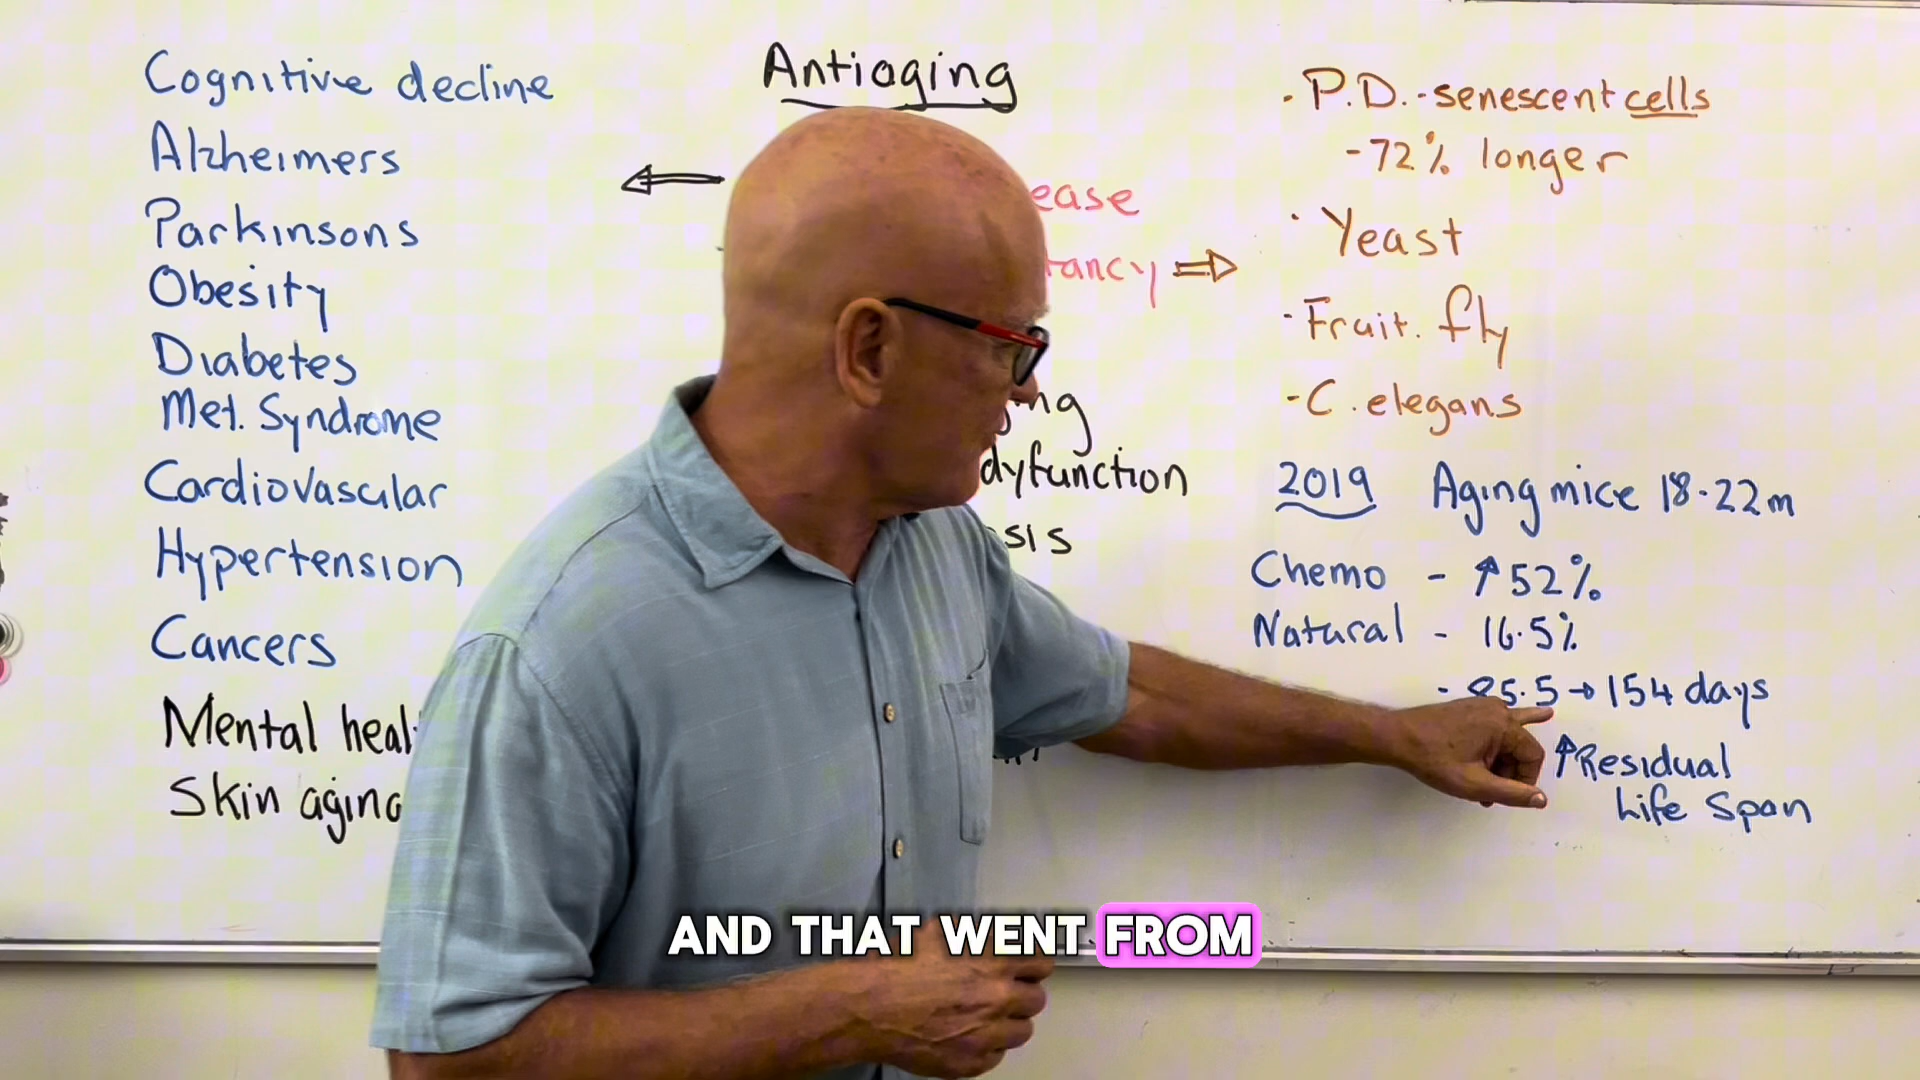 Cognitive decline
Alzheimers
Parkinsons
Obesity
Diabetes
Met. Syndrome
Cardiovascular
Hypertension
Cancers
Mental heal
Skin aging
Antiaging
ease
tancy
ng
dyfunction
sis
- P.D. - senescent cells
- 72% longer
Yeast
- Fruit. fly
- C. elegans
2019 Aging mice 18-22m
Chemo - ↑ 52%
Natural - 16.5%
- 85.5 → 154 days
↑ Residual
Life Span
AND THAT WENT FROM